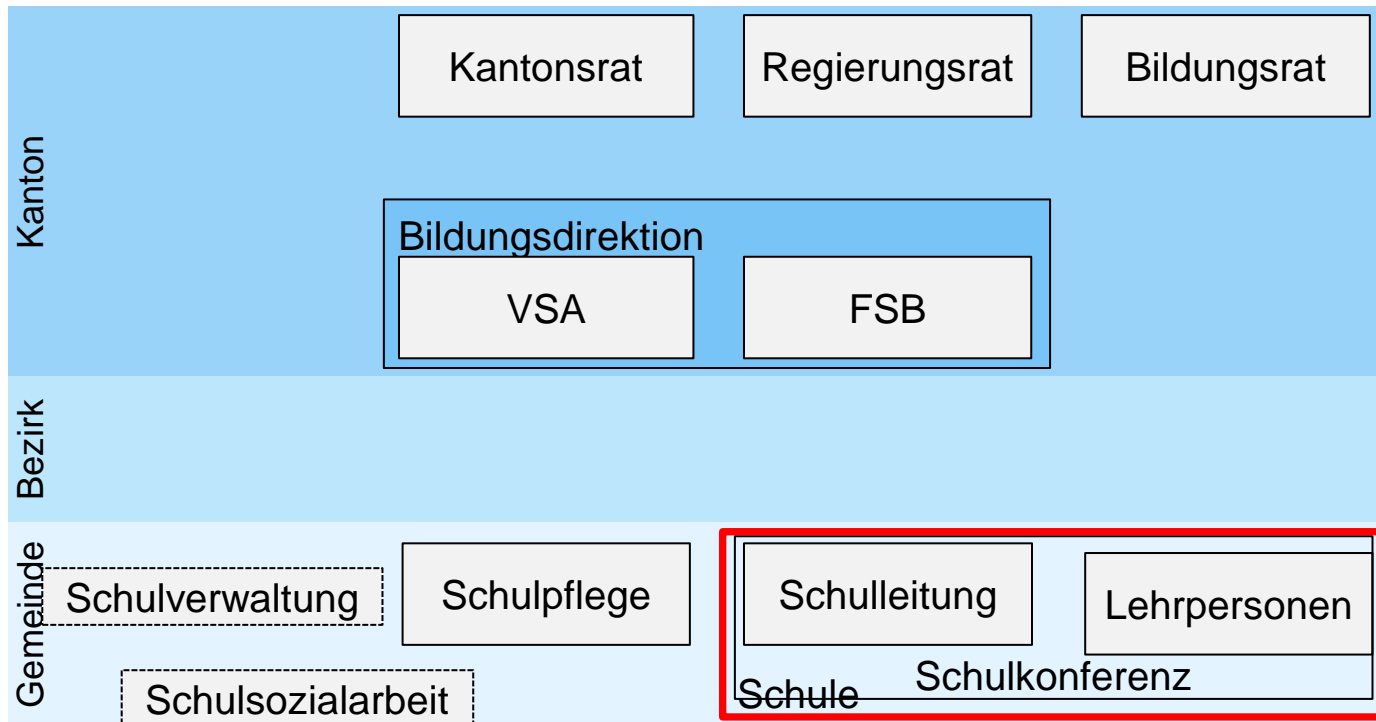 Kanton
Kantonsrat
Regierungsrat
Bildungsrat
Bildungsdirektion
VSA
FSB
Bezirk
Gemeinde
Schulverwaltung
Schulpflege
Schulleitung
Lehrpersonen
Schulkonferenz
Schule
Schulsozialarbeit